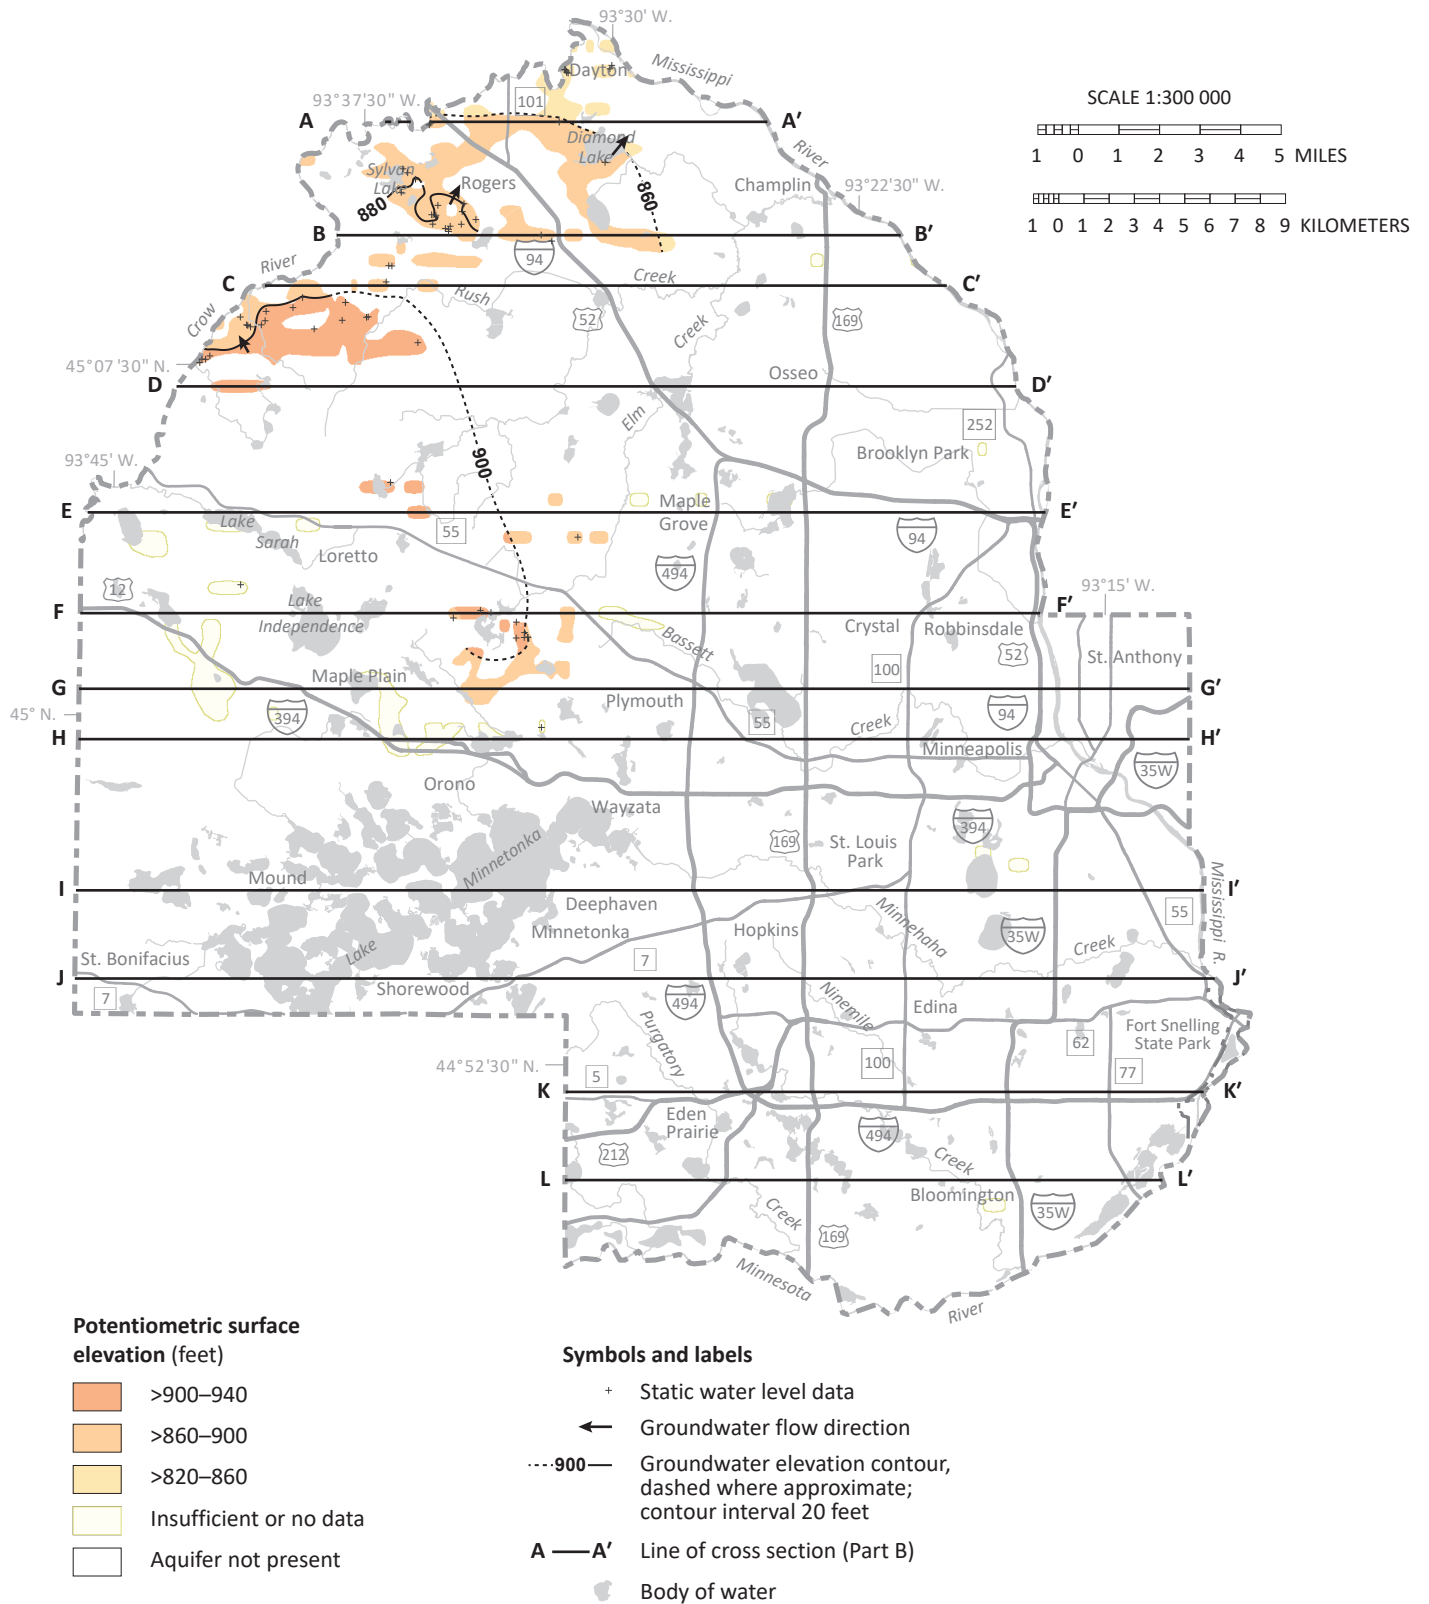 93°30' W.
Dayton
Mississippi
93°37'30" W.
101
SCALE 1:300 000
A
A′
Diamond
Lake
River
1 0 1 2 3 4 5 MILES
Sylvan
Lake
Rogers
Champlin
93°22'30" W.
880
860
1 0 1 2 3 4 5 6 7 8 9 KILOMETERS
B
B′
94
River
C
Creek
C′
Rush
Crow
52
Creek
169
45°07'30" N.
Osseo
D
D′
Elm
252
93°45' W.
900
Brooklyn Park
Maple
Grove
E
E′
Lake
Sarah
55
94
Loretto
494
12
93°15' W.
F
Lake
Independence
F′
Crystal
Robbinsdale
Bassett
52
St. Anthony
100
Maple Plain
G
G′
Plymouth
45° N.
394
55
Creek
94
H
Minneapolis
H′
35W
Orono
Wayzata
394
Minnetonka
169
St. Louis
Park
Mound
I
I′
Deephaven
Mississippi R.
Minnetonka
Hopkins
Minnehaha
35W
55
Creek
St. Bonifacius
Lake
7
J
J′
Shorewood
7
494
Ninemile
Edina
Purgatory
Fort Snelling
State Park
62
44°52'30" N.
5
100
77
K
K′
Eden
Prairie
494
212
Creek
L
L′
Bloomington
Creek
35W
169
Minnesota
River
Potentiometric surface
elevation (feet)
>900–940
>860–900
>820–860
Insufficient or no data
Aquifer not present
Symbols and labels
Static water level data
Groundwater flow direction
900 Groundwater elevation contour,
dashed where approximate;
contour interval 20 feet
A A′ Line of cross section (Part B)
Body of water